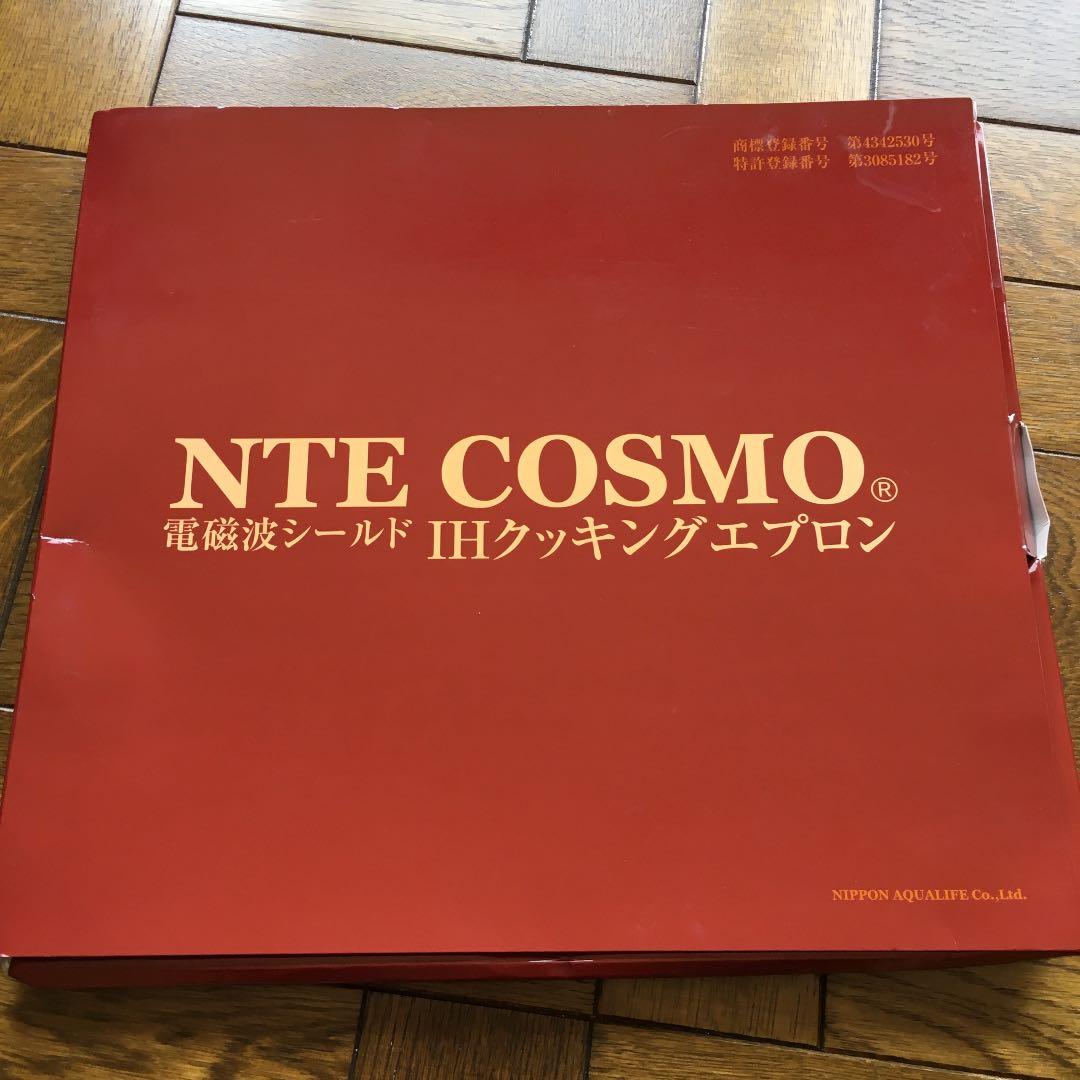 商標登録番号 第4342530号
特許登録番号 第3085182号
NTE COSMO®
電磁波シールド IHクッキングエプロン
NIPPON AQUALIFE Co.,Ltd.